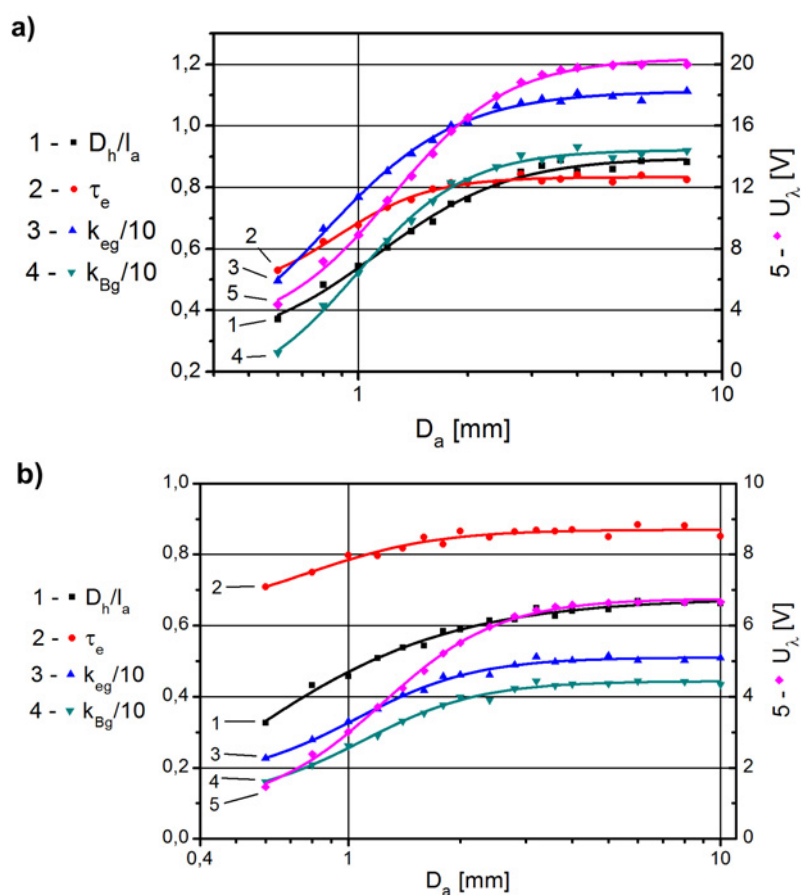 a)
1 - ■ D_h/l_a
2 - ● τ_e
3 - ▲ k_eg/10
4 - ▼ k_Bg/10
1,2
1,0
0,8
0,6
0,4
0,2
2
3
5
1
4
20
16
12
8
4
0
5 - ◆ U_λ [V]
1
10
D_a [mm]
b)
1 - ■ D_h/l_a
2 - ● τ_e
3 - ▲ k_eg/10
4 - ▼ k_Bg/10
1,0
0,8
0,6
0,4
0,2
0,0
2
1
3
4
5
10
8
6
4
2
0
5 - ◆ U_λ [V]
0,4
1
10
D_a [mm]